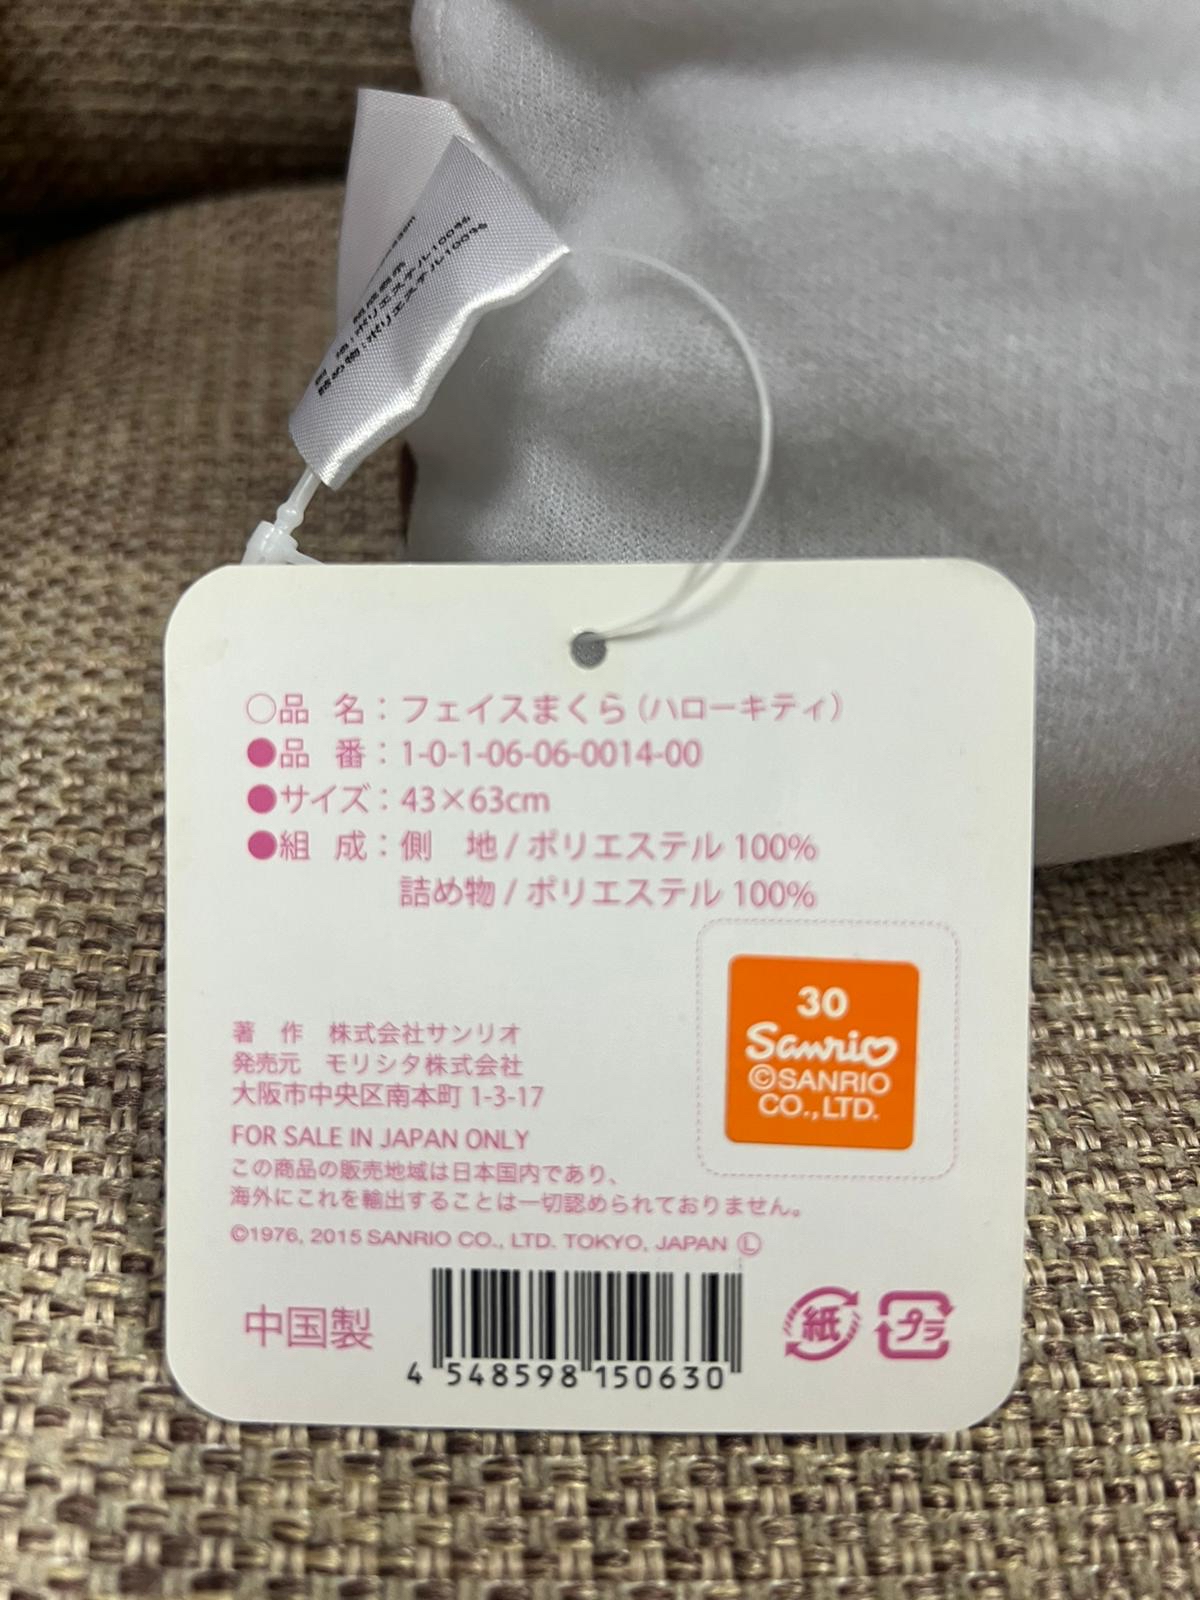 ○品 名：フェイスまくら（ハローキティ）
●品 番：1-0-1-06-06-0014-00
●サイズ：43×63cm
●組 成：側 地/ポリエステル 100%
詰め物/ポリエステル 100%
30
Sanrio
©SANRIO
CO.,LTD.
著 作 株式会社サンリオ
発売元 モリシタ株式会社
大阪市中央区南本町 1-3-17
FOR SALE IN JAPAN ONLY
この商品の販売地域は日本国内であり、
海外にこれを輸出することは一切認められておりません。
©1976, 2015 SANRIO CO., LTD. TOKYO, JAPAN Ⓛ
中国製
4 548598 150630
紙
プラ